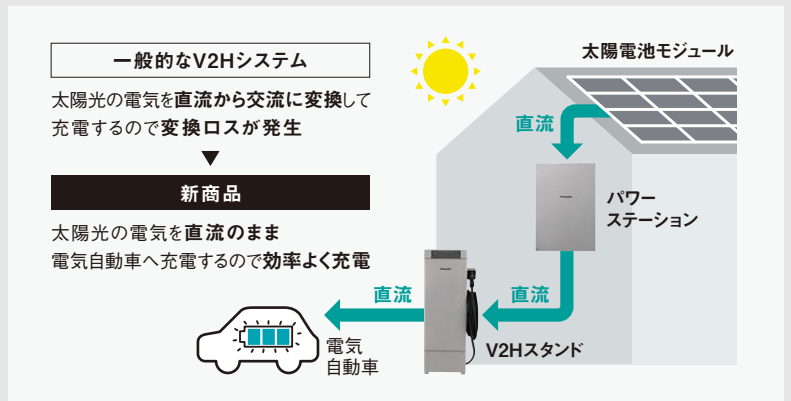 一般的なV2Hシステム
太陽光の電気を直流から交流に変換して
充電するので変換ロスが発生
▼
新商品
太陽光の電気を直流のまま
電気自動車へ充電するので効率よく充電
太陽電池モジュール
直流
パワー
ステーション
直流
直流
V2Hスタンド
電気
自動車